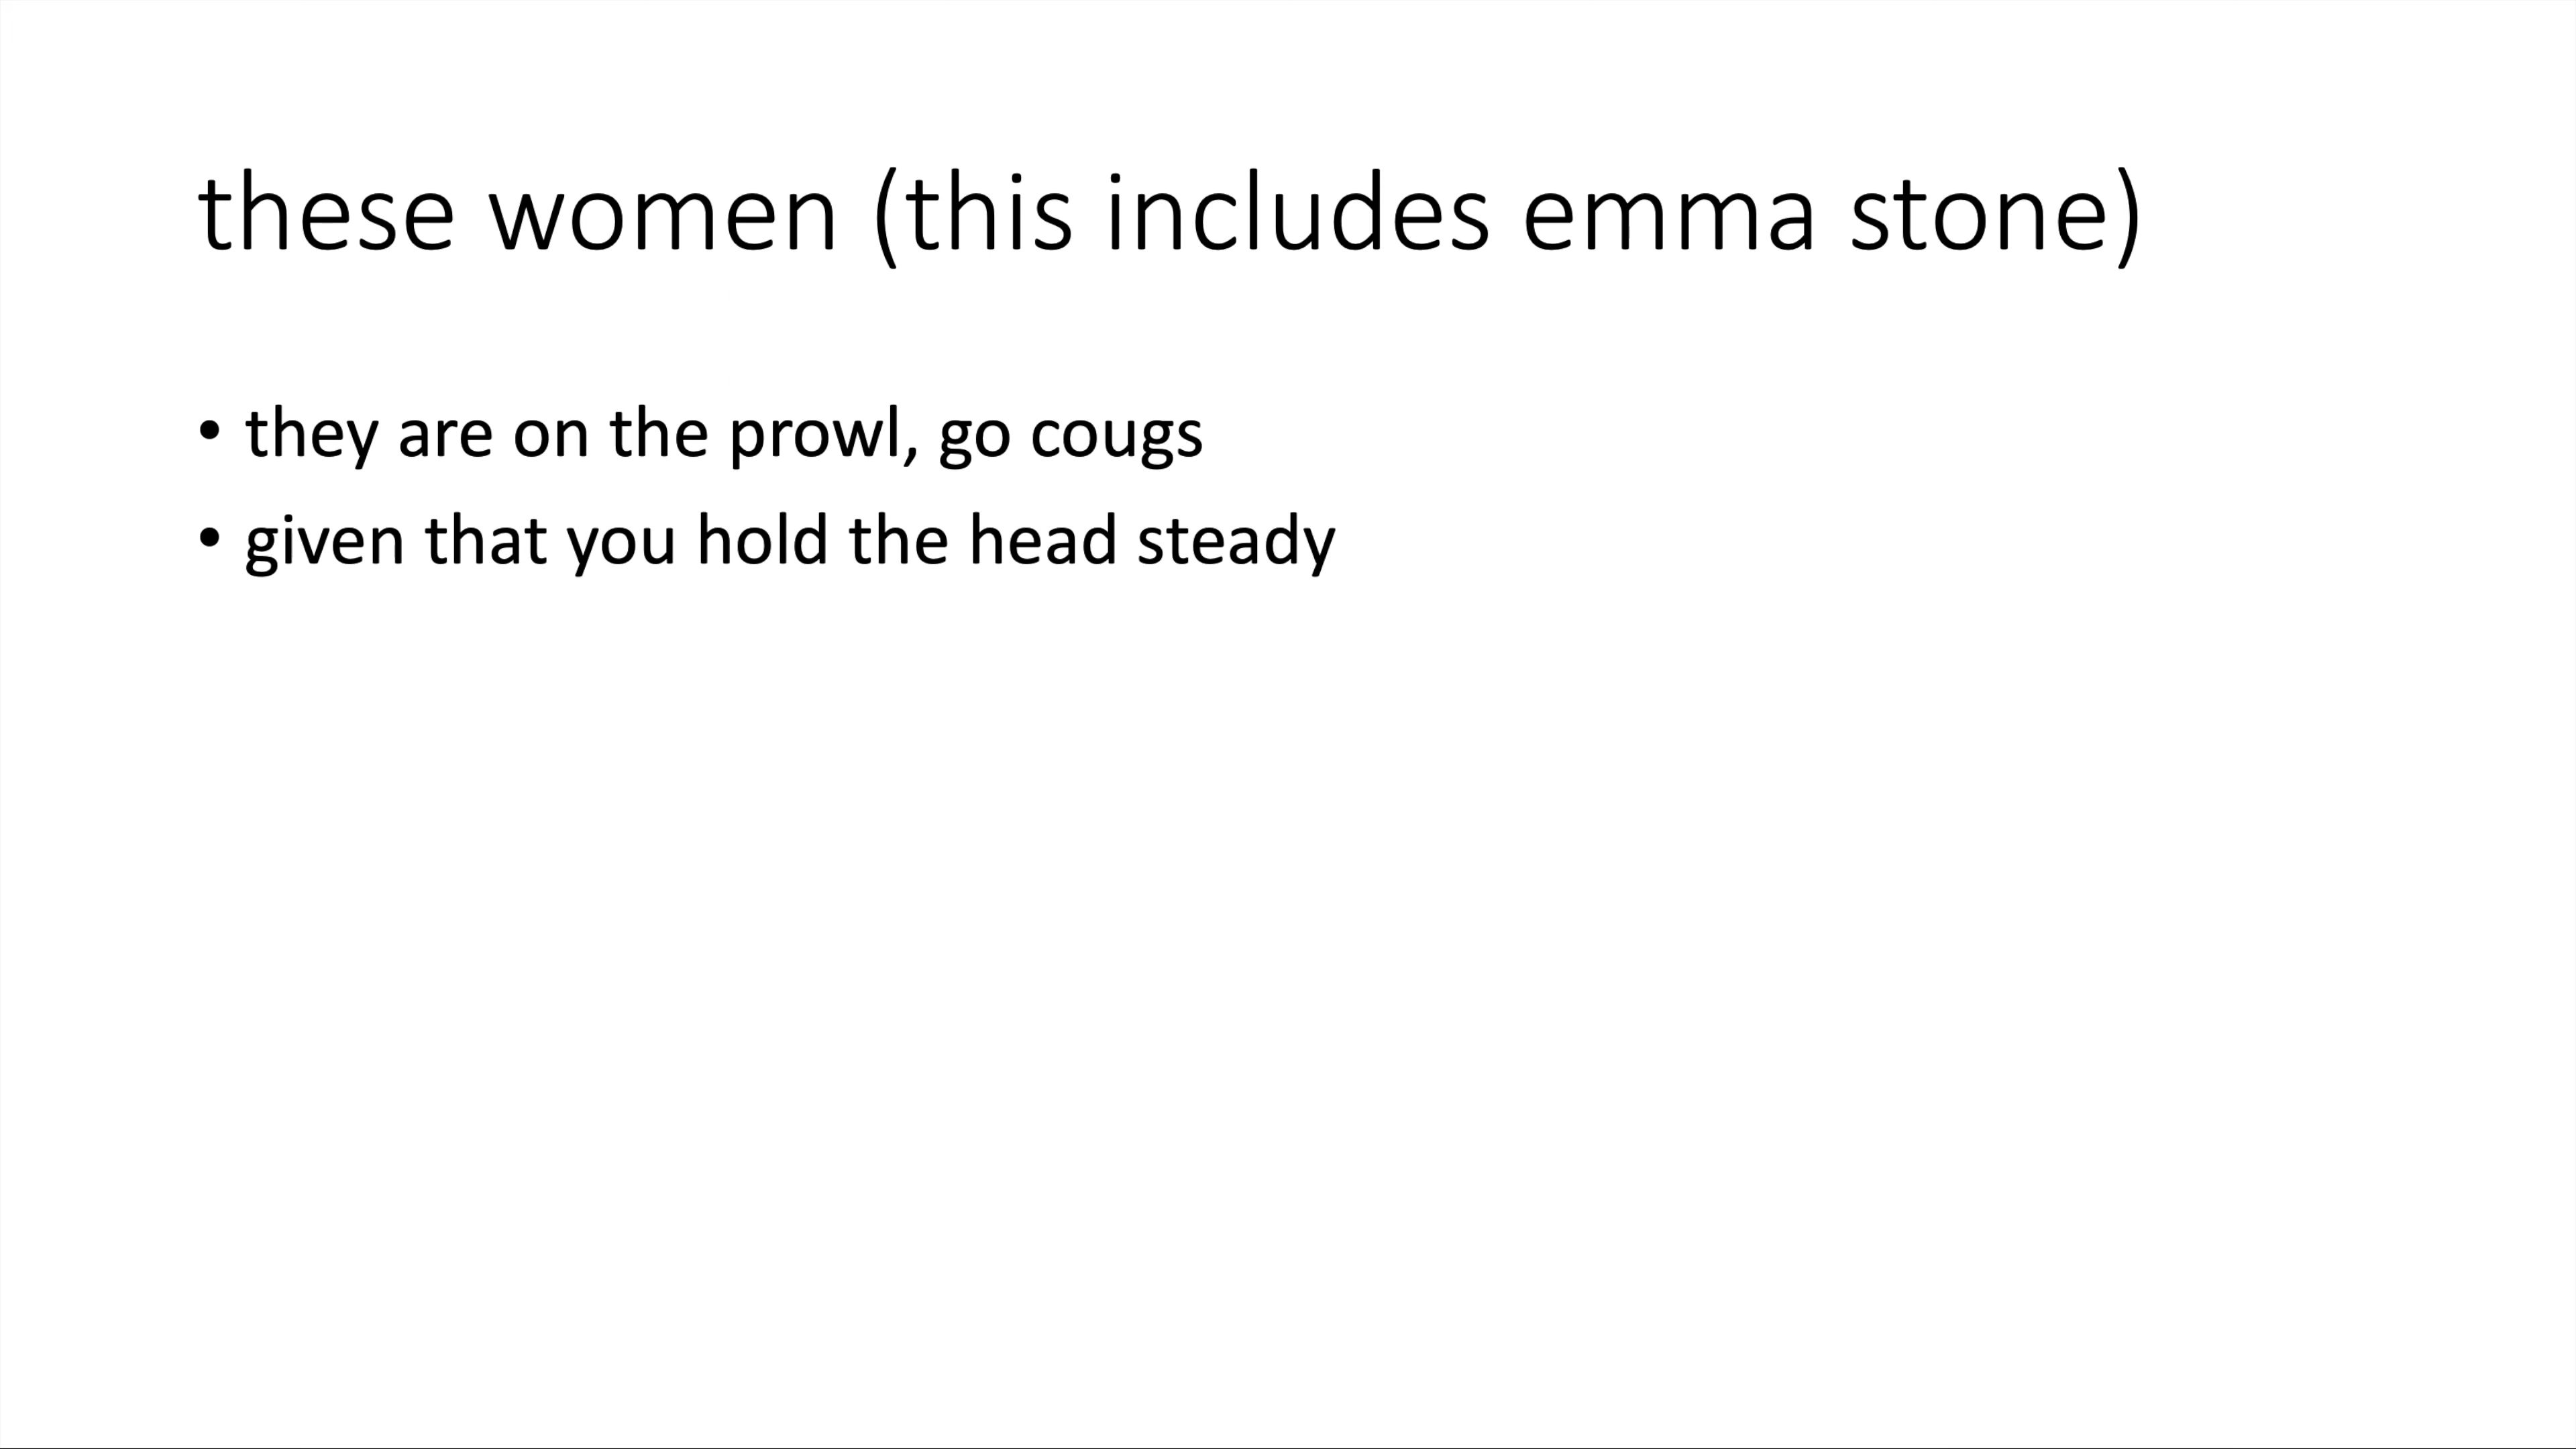 these women (this includes emma stone)
• they are on the prowl, go cougs
• given that you hold the head steady